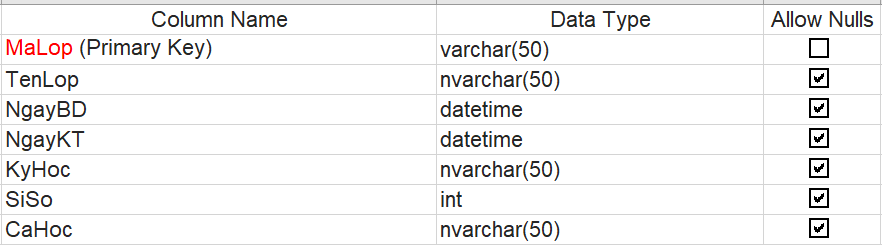 Column Name Data Type Allow Nulls
MaLop (Primary Key) varchar(50)
TenLop nvarchar(50)
NgayBD datetime
NgayKT datetime
KyHoc nvarchar(50)
SiSo int
CaHoc nvarchar(50)